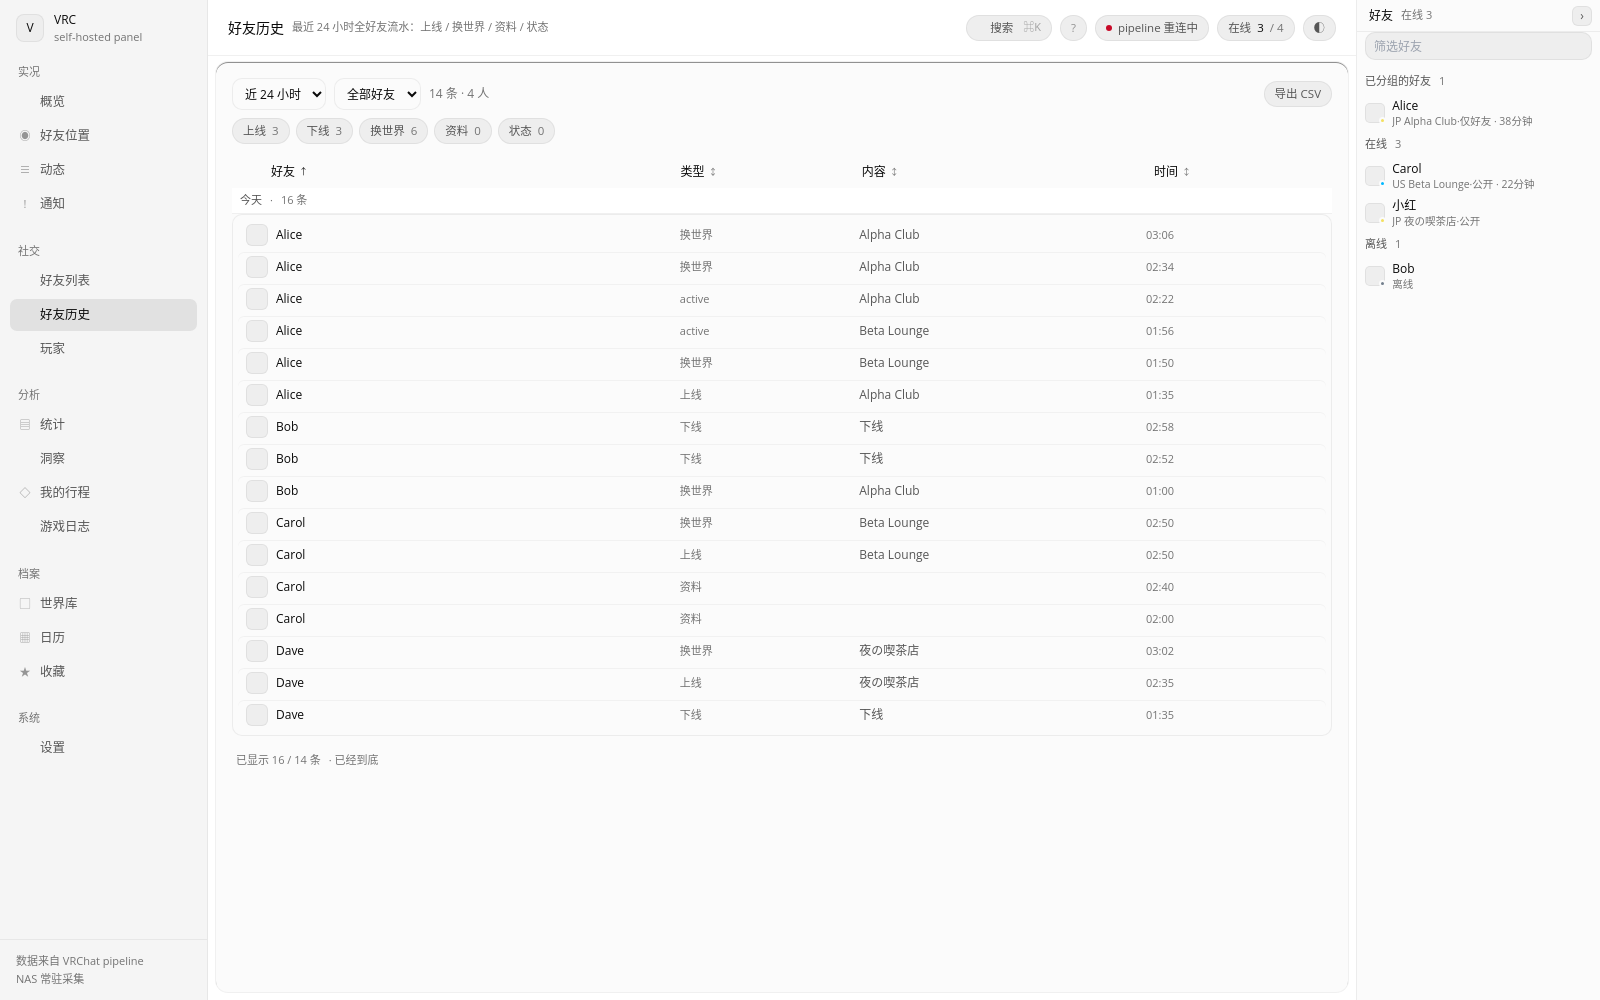 V
VRC
self-hosted panel
实况
概览
◉ 好友位置
☰ 动态
! 通知
社交
好友列表
好友历史
玩家
分析
▤ 统计
洞察
◇ 我的行程
游戏日志
档案
□ 世界库
▦ 日历
★ 收藏
系统
设置
数据来自 VRChat pipeline
NAS 常驻采集
好友历史 最近 24 小时全好友流水：上线 / 换世界 / 资料 / 状态
搜索 ⌘K
?
pipeline 重连中
在线 3 / 4
◐
近 24 小时
全部好友
14 条 · 4 人
导出 CSV
上线 3
下线 3
换世界 6
资料 0
状态 0
好友 ↑ 类型 ↕ 内容 ↕ 时间 ↕
今天 · 16 条
Alice 换世界 Alpha Club 03:06
Alice 换世界 Alpha Club 02:34
Alice active Alpha Club 02:22
Alice active Beta Lounge 01:56
Alice 换世界 Beta Lounge 01:50
Alice 上线 Alpha Club 01:35
Bob 下线 下线 02:58
Bob 下线 下线 02:52
Bob 换世界 Alpha Club 01:00
Carol 换世界 Beta Lounge 02:50
Carol 上线 Beta Lounge 02:50
Carol 资料 02:40
Carol 资料 02:00
Dave 换世界 夜の喫茶店 03:02
Dave 上线 夜の喫茶店 02:35
Dave 下线 下线 01:35
已显示 16 / 14 条 · 已经到底
好友 在线 3
›
筛选好友
已分组的好友 1
Alice
JP Alpha Club·仅好友 · 38分钟
在线 3
Carol
US Beta Lounge·公开 · 22分钟
小红
JP 夜の喫茶店·公开
离线 1
Bob
离线